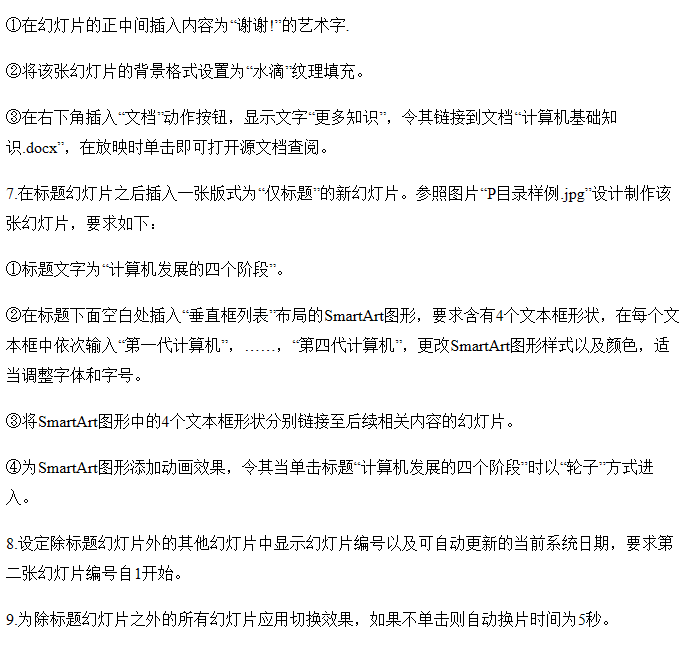 ①在幻灯片的正中间插入内容为“谢谢!”的艺术字.
②将该张幻灯片的背景格式设置为“水滴”纹理填充。
③在右下角插入“文档”动作按钮，显示文字“更多知识”，令其链接到文档“计算机基础知
识.docx”，在放映时单击即可打开源文档查阅。
7.在标题幻灯片之后插入一张版式为“仅标题”的新幻灯片。参照图片“P目录样例.jpg”设计制作该
张幻灯片，要求如下：
①标题文字为“计算机发展的四个阶段”。
②在标题下面空白处插入“垂直框列表”布局的SmartArt图形，要求含有4个文本框形状，在每个文
本框中依次输入“第一代计算机”，……，“第四代计算机”，更改SmartArt图形样式以及颜色，适
当调整字体和字号。
③将SmartArt图形中的4个文本框形状分别链接至后续相关内容的幻灯片。
④为SmartArt图形添加动画效果，令其当单击标题“计算机发展的四个阶段”时以“轮子”方式进
入。
8.设定除标题幻灯片外的其他幻灯片中显示幻灯片编号以及可自动更新的当前系统日期，要求第
二张幻灯片编号自1开始。
9.为除标题幻灯片之外的所有幻灯片应用切换效果，如果不单击则自动换片时间为5秒。